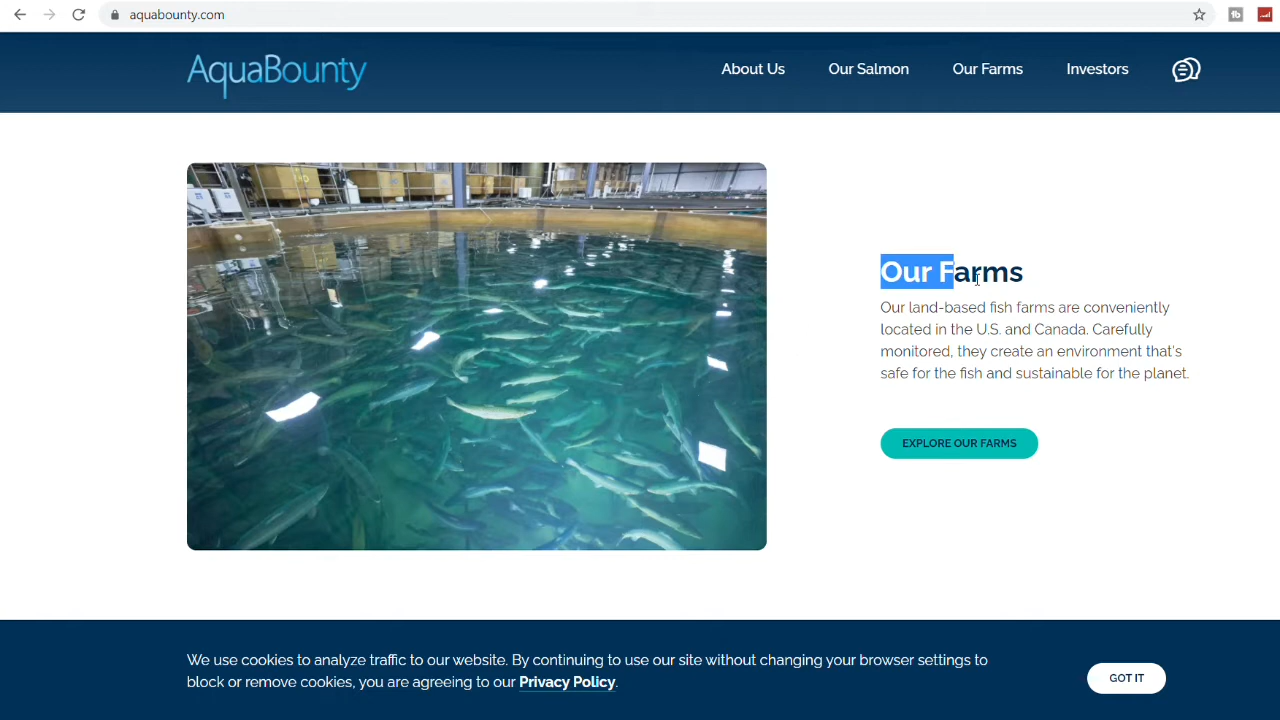 aquabounty.com
AquaBounty
About Us
Our Salmon
Our Farms
Investors
Our Farms
Our land-based fish farms are conveniently
located in the U.S. and Canada. Carefully
monitored, they create an environment that's
safe for the fish and sustainable for the planet.
EXPLORE OUR FARMS
We use cookies to analyze traffic to our website. By continuing to use our site without changing your browser settings to
block or remove cookies, you are agreeing to our Privacy Policy.
GOT IT